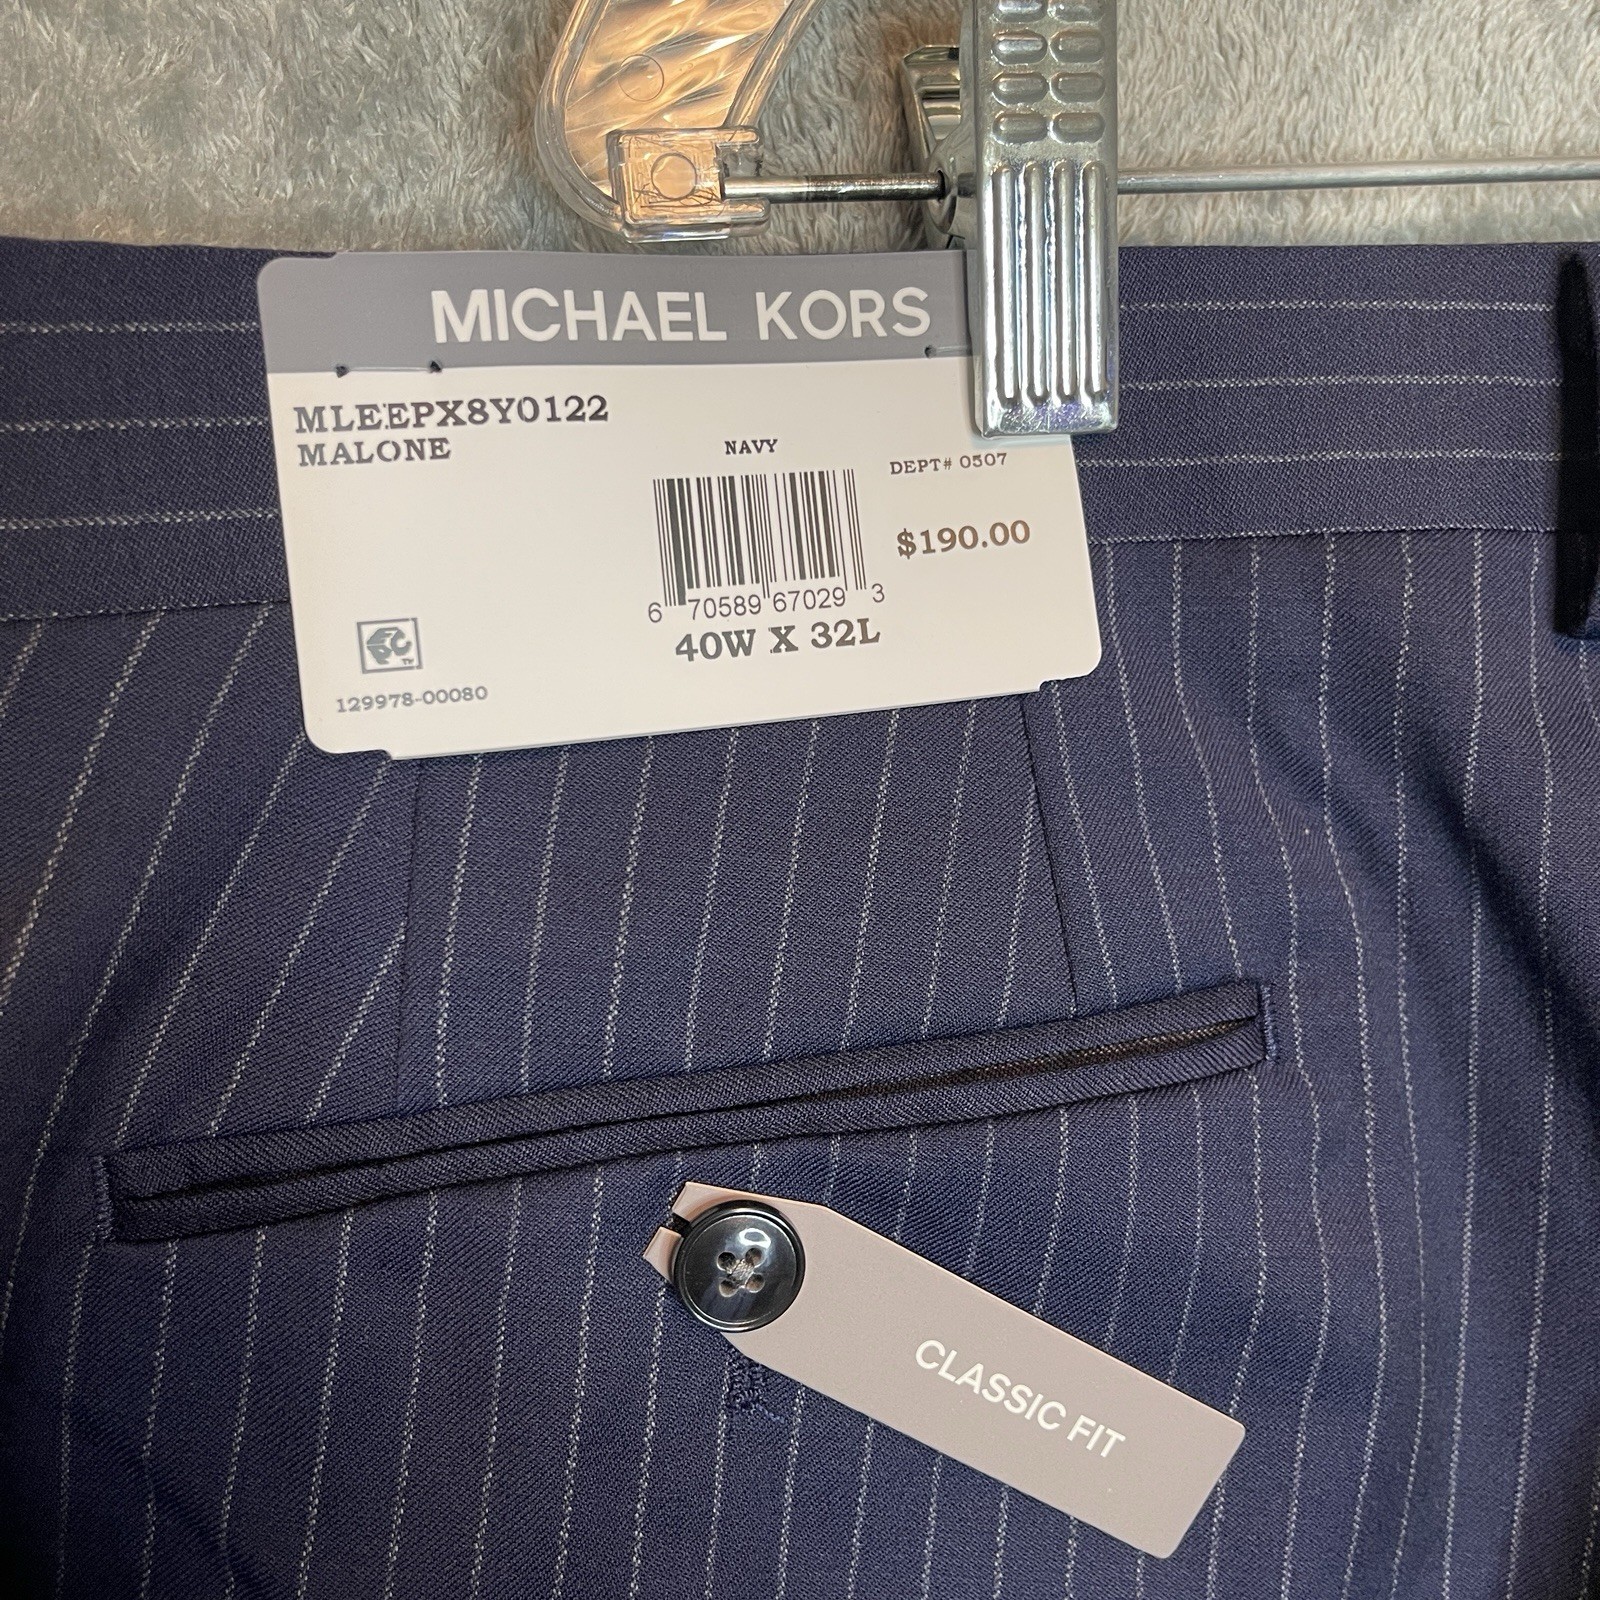 MICHAEL KORS
MLEEPX8Y0122
MALONE
NAVY
DEPT# 0507
$190.00
6 70589 67029 3
40W X 32L
129978-00080
CLASSIC FIT